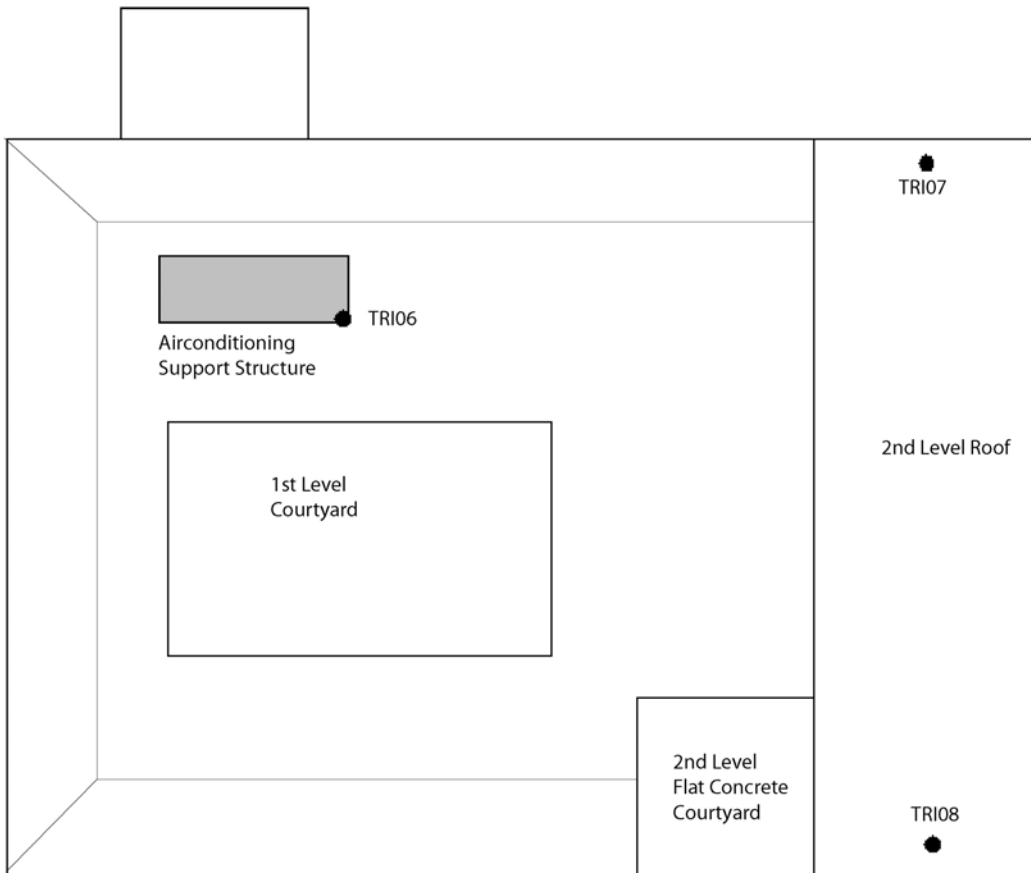 TRI07
TRI06
Airconditioning
Support Structure
2nd Level Roof
1st Level
Courtyard
2nd Level
Flat Concrete
Courtyard
TRI08